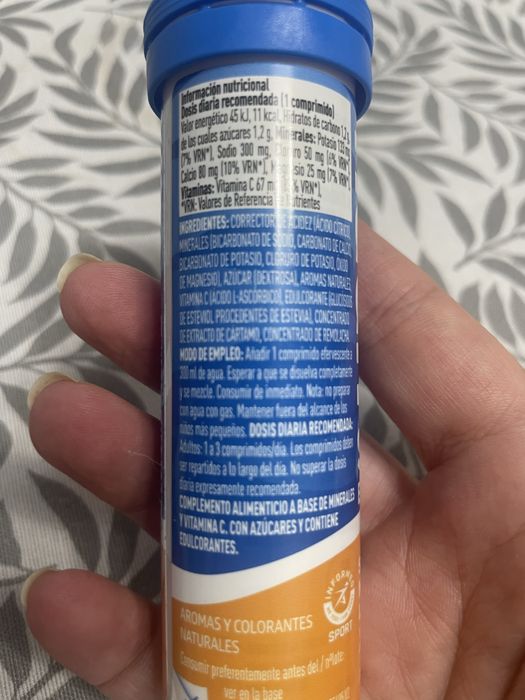 Información nutricional
Dosis diaria recomendada (1 comprimido)
Valor energético 45 kJ, 11 kcal, Hidratos de carbono 1,2 g
de los cuales azúcares 1,2 g. Minerales: Potasio mg
(7% VRN*), Sodio 300 mg, Cloruro 50 mg (6% VRN*)
Calcio 80 mg (10% VRN*), Magnesio 25 mg (7% VRN*),
Vitaminas: Vitamina C 67 mg VRN*),
*VRN: Valores de Referencia de Nutrientes
INGREDIENTES: CORRECTOR DE ACIDEZ (ÁCIDO CÍTRICO),
MINERALES (BICARBONATO DE SODIO, CARBONATO DE CALCIO,
BICARBONATO DE POTASIO, CLORURO DE POTASIO, ÓXIDO
DE MAGNESIO), AZÚCAR (DEXTROSA), AROMAS NATURALES,
VITAMINA C (ÁCIDO L-ASCÓRBICO), EDULCORANTE (GLUCÓSIDOS
DE ESTEVIOL PROCEDENTES DE ESTEVIA), CONCENTRADO
DE EXTRACTO DE CÁRTAMO, CONCENTRADO DE REMOLACHA.
MODO DE EMPLEO: Añadir 1 comprimido efervescente a
300 ml de agua. Esperar a que se disuelva completamente
y se mezcle. Consumir de inmediato. Nota: no preparar
con agua con gas. Mantener fuera del alcance de los
niños más pequeños. DOSIS DIARIA RECOMENDADA:
Adultos: 1 a 3 comprimidos/día. Los comprimidos deben
ser repartidos a lo largo del día. No superar la dosis
diaria expresamente recomendada.
COMPLEMENTO ALIMENTICIO A BASE DE MINERALES
Y VITAMINA C. CON AZÚCARES Y CONTIENE
EDULCORANTES.
INFORMED
SPORT
AROMAS Y COLORANTES
NATURALES
Consumir preferentemente antes del / nºlote:
ver en la base